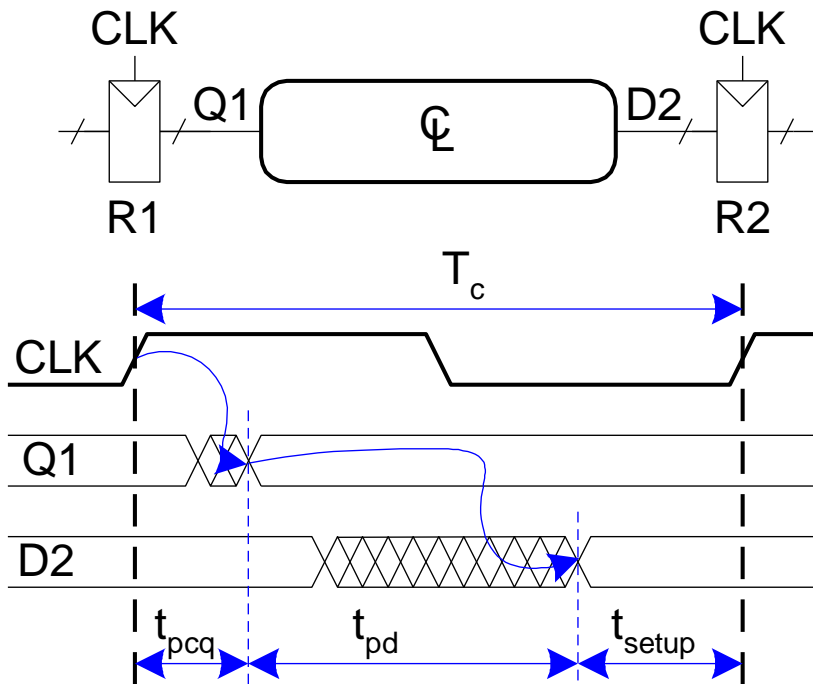 CLK CLK
Q1 CL D2
R1 R2
Tc
CLK
Q1
D2
tpcq tpd tsetup